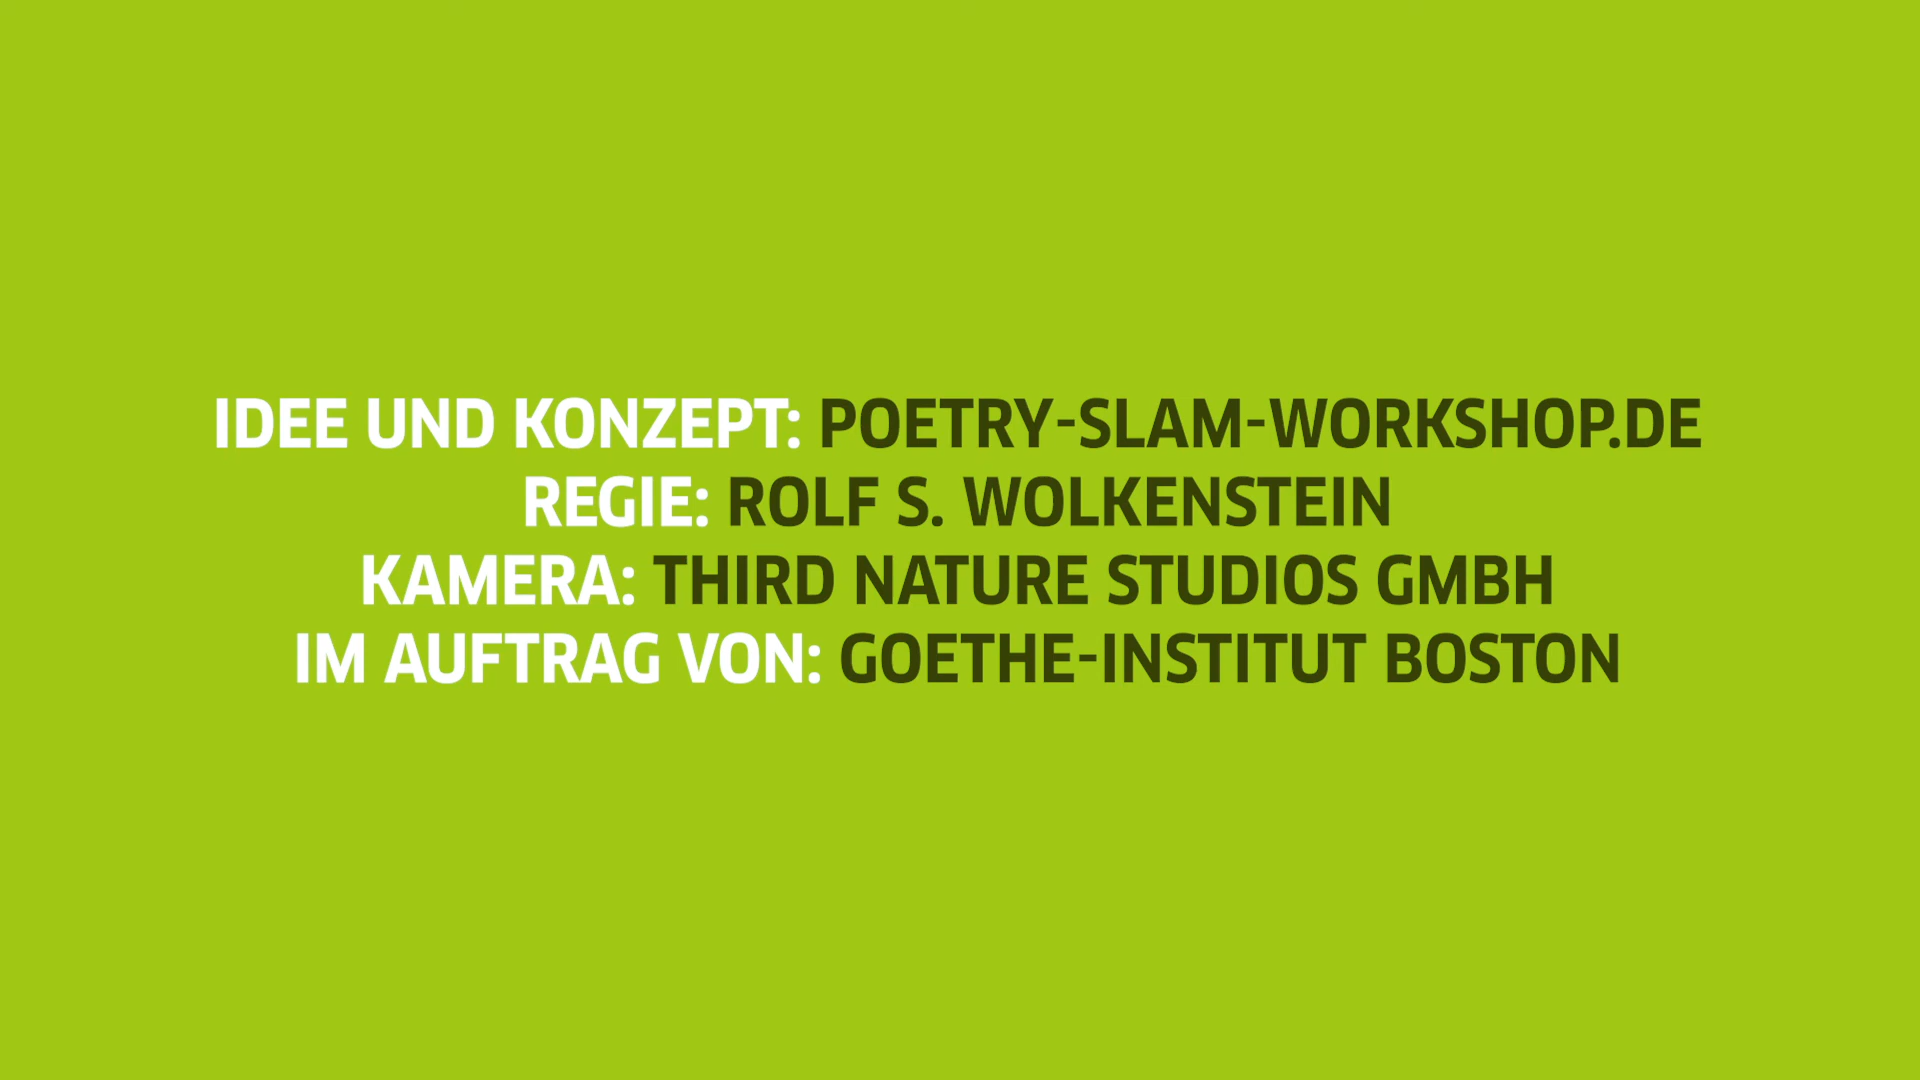 IDEE UND KONZEPT: POETRY-SLAM-WORKSHOP.DE
REGIE: ROLF S. WOLKENSTEIN
KAMERA: THIRD NATURE STUDIOS GMBH
IM AUFTRAG VON: GOETHE-INSTITUT BOSTON